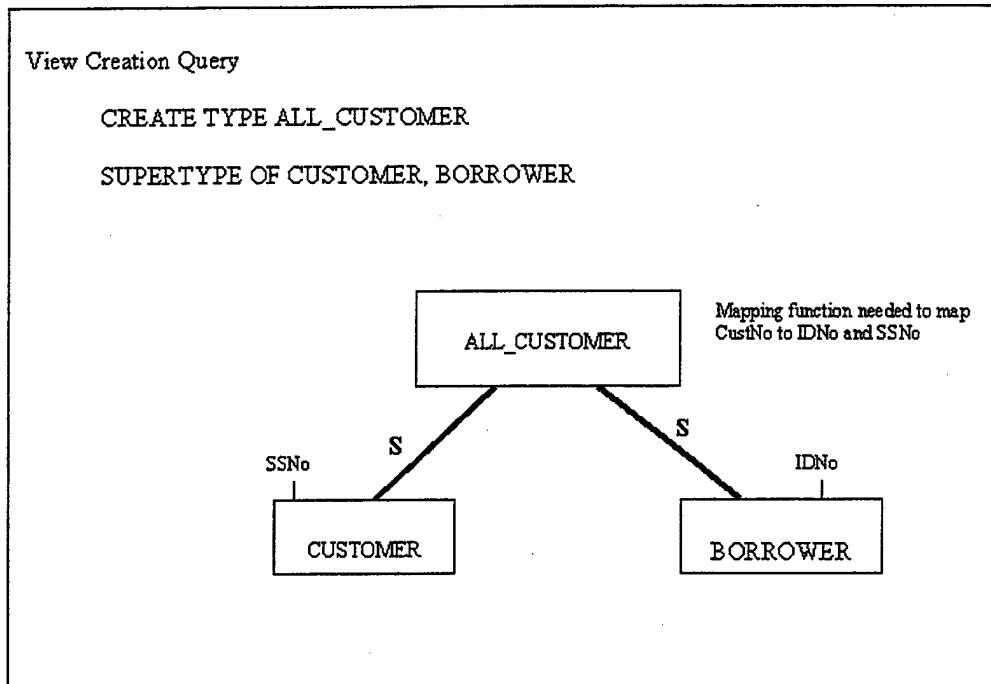 View Creation Query
CREATE TYPE ALL_CUSTOMER
SUPERTYPE OF CUSTOMER, BORROWER
ALL_CUSTOMER
Mapping function needed to map
CustNo to IDNo and SSNo
S
S
SSNo
IDNo
CUSTOMER
BORROWER